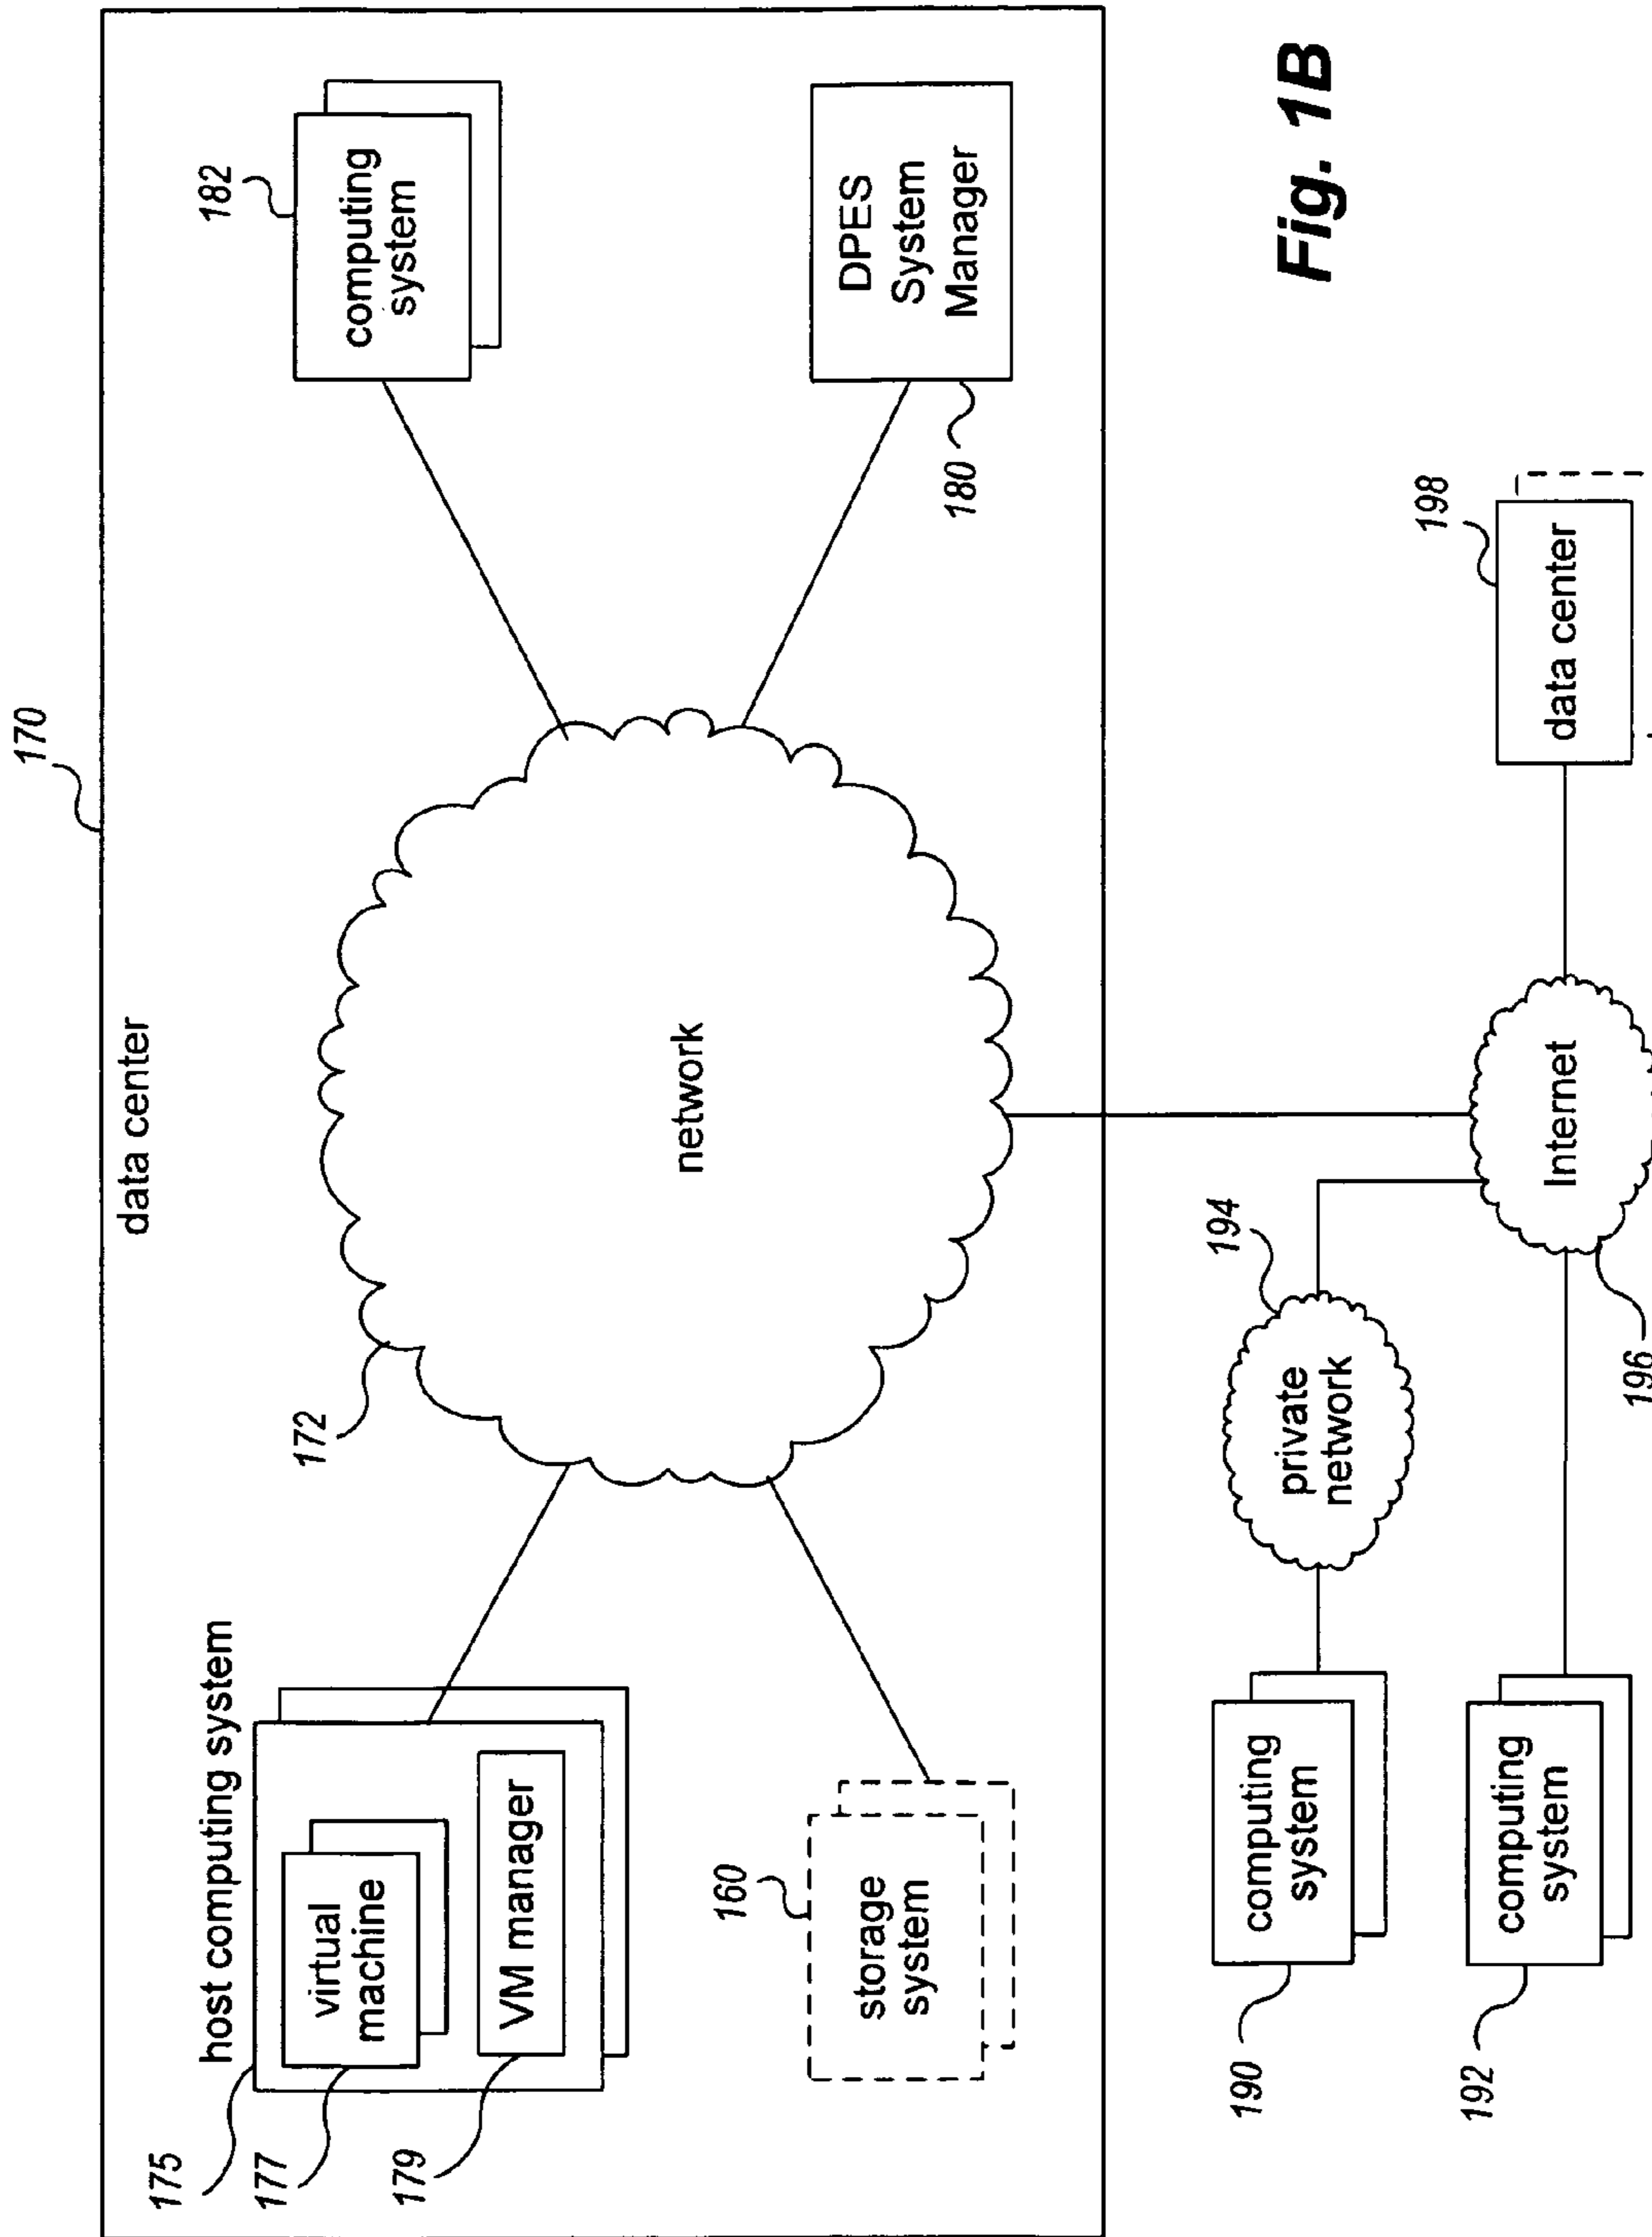 170
data center
host computing system
175
177
179
virtual
machine
VM manager
172
network
182
computing
system
160
storage
system
DPES
System
Manager
180
190
computing
system
private
network
194
192
computing
system
Internet
196
198
data center
Fig. 1B